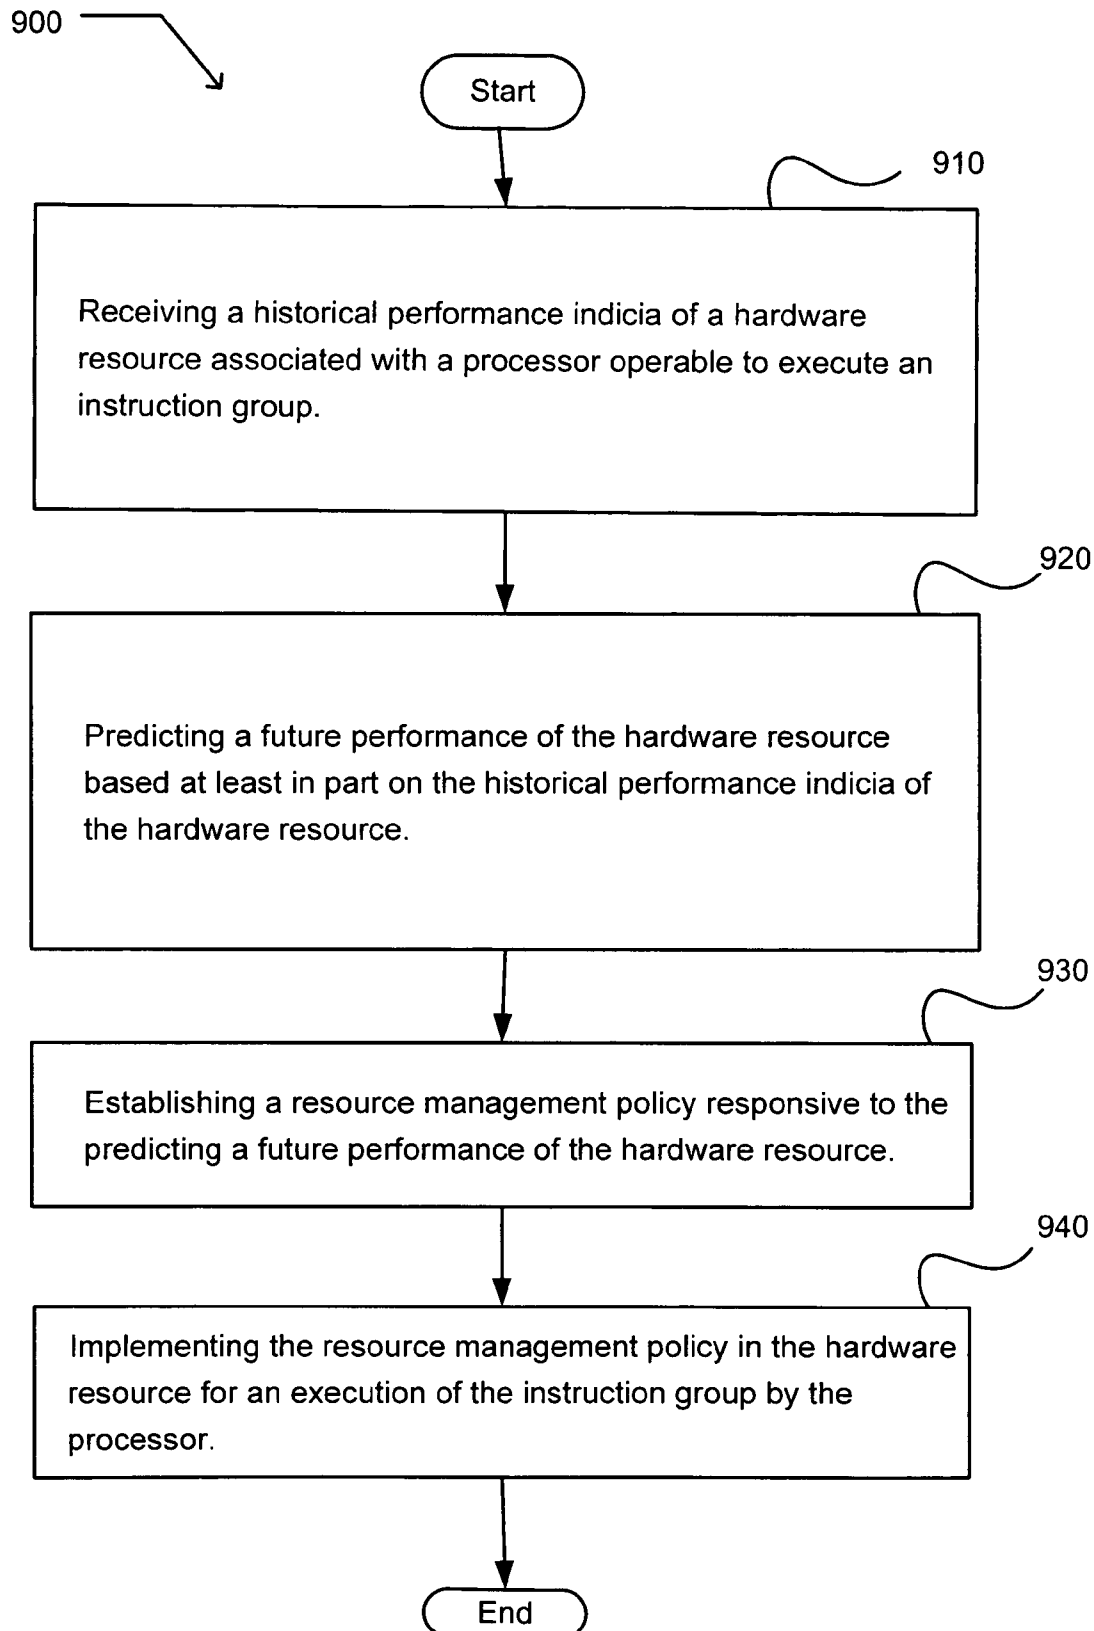 900
Start
910
Receiving a historical performance indicia of a hardware
resource associated with a processor operable to execute an
instruction group.
920
Predicting a future performance of the hardware resource
based at least in part on the historical performance indicia of
the hardware resource.
930
Establishing a resource management policy responsive to the
predicting a future performance of the hardware resource.
940
Implementing the resource management policy in the hardware
resource for an execution of the instruction group by the
processor.
End